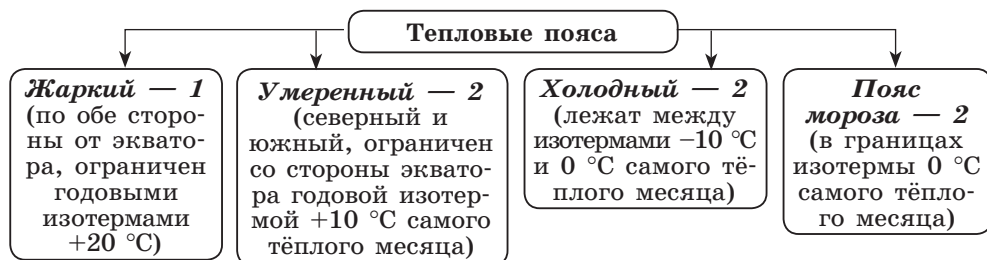 Тепловые пояса
Жаркий — 1
(по обе сторо-
ны от эквато-
ра, ограничен
годовыми
изотермами
+20 °C)
Умеренный — 2
(северный и
южный, ограничен
со стороны эквато-
ра годовой изотер-
мой +10 °C самого
тёплого месяца)
Холодный — 2
(лежат между
изотермами –10 °C
и 0 °C самого тё-
плого месяца)
Пояс
мороза — 2
(в границах
изотермы 0 °C
самого тёпло-
го месяца)